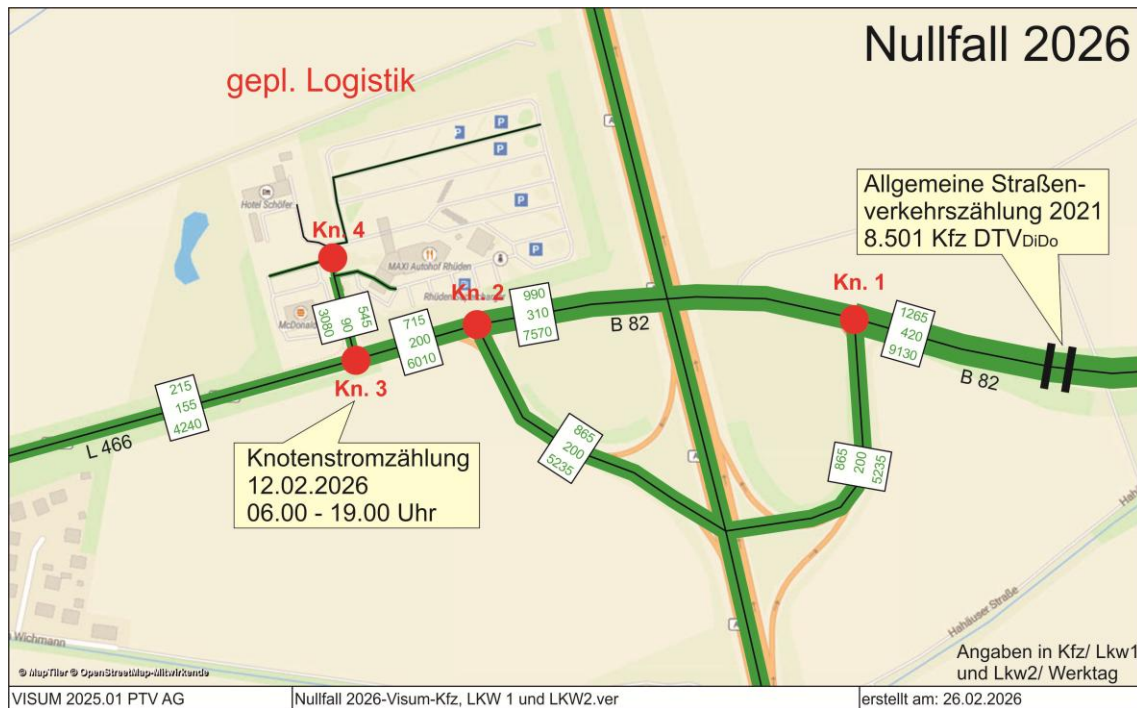 Nullfall 2026
gepl. Logistik
Allgemeine Straßen-
verkehrszählung 2021
8.501 Kfz DTVDiDo
Hotel Schäfer
Kn. 4
MAXI Autohof Rhüden
P
P
P
P
P
Kn. 2
Kn. 1
McDonald
545
90
3080
715
200
6010
990
310
7570
B 82
1265
420
9130
B 82
Kn. 3
215
155
4240
L 466
865
200
5235
865
200
5235
Knotenstromzählung
12.02.2026
06.00 - 19.00 Uhr
Hahäuser Straße
Wichmann
© MapTiler © OpenStreetMap-Mitwirkende
Angaben in Kfz/ Lkw1
und Lkw2/ Werktag
VISUM 2025.01 PTV AG
Nullfall 2026-Visum-Kfz, LKW 1 und LKW2.ver
erstellt am: 26.02.2026